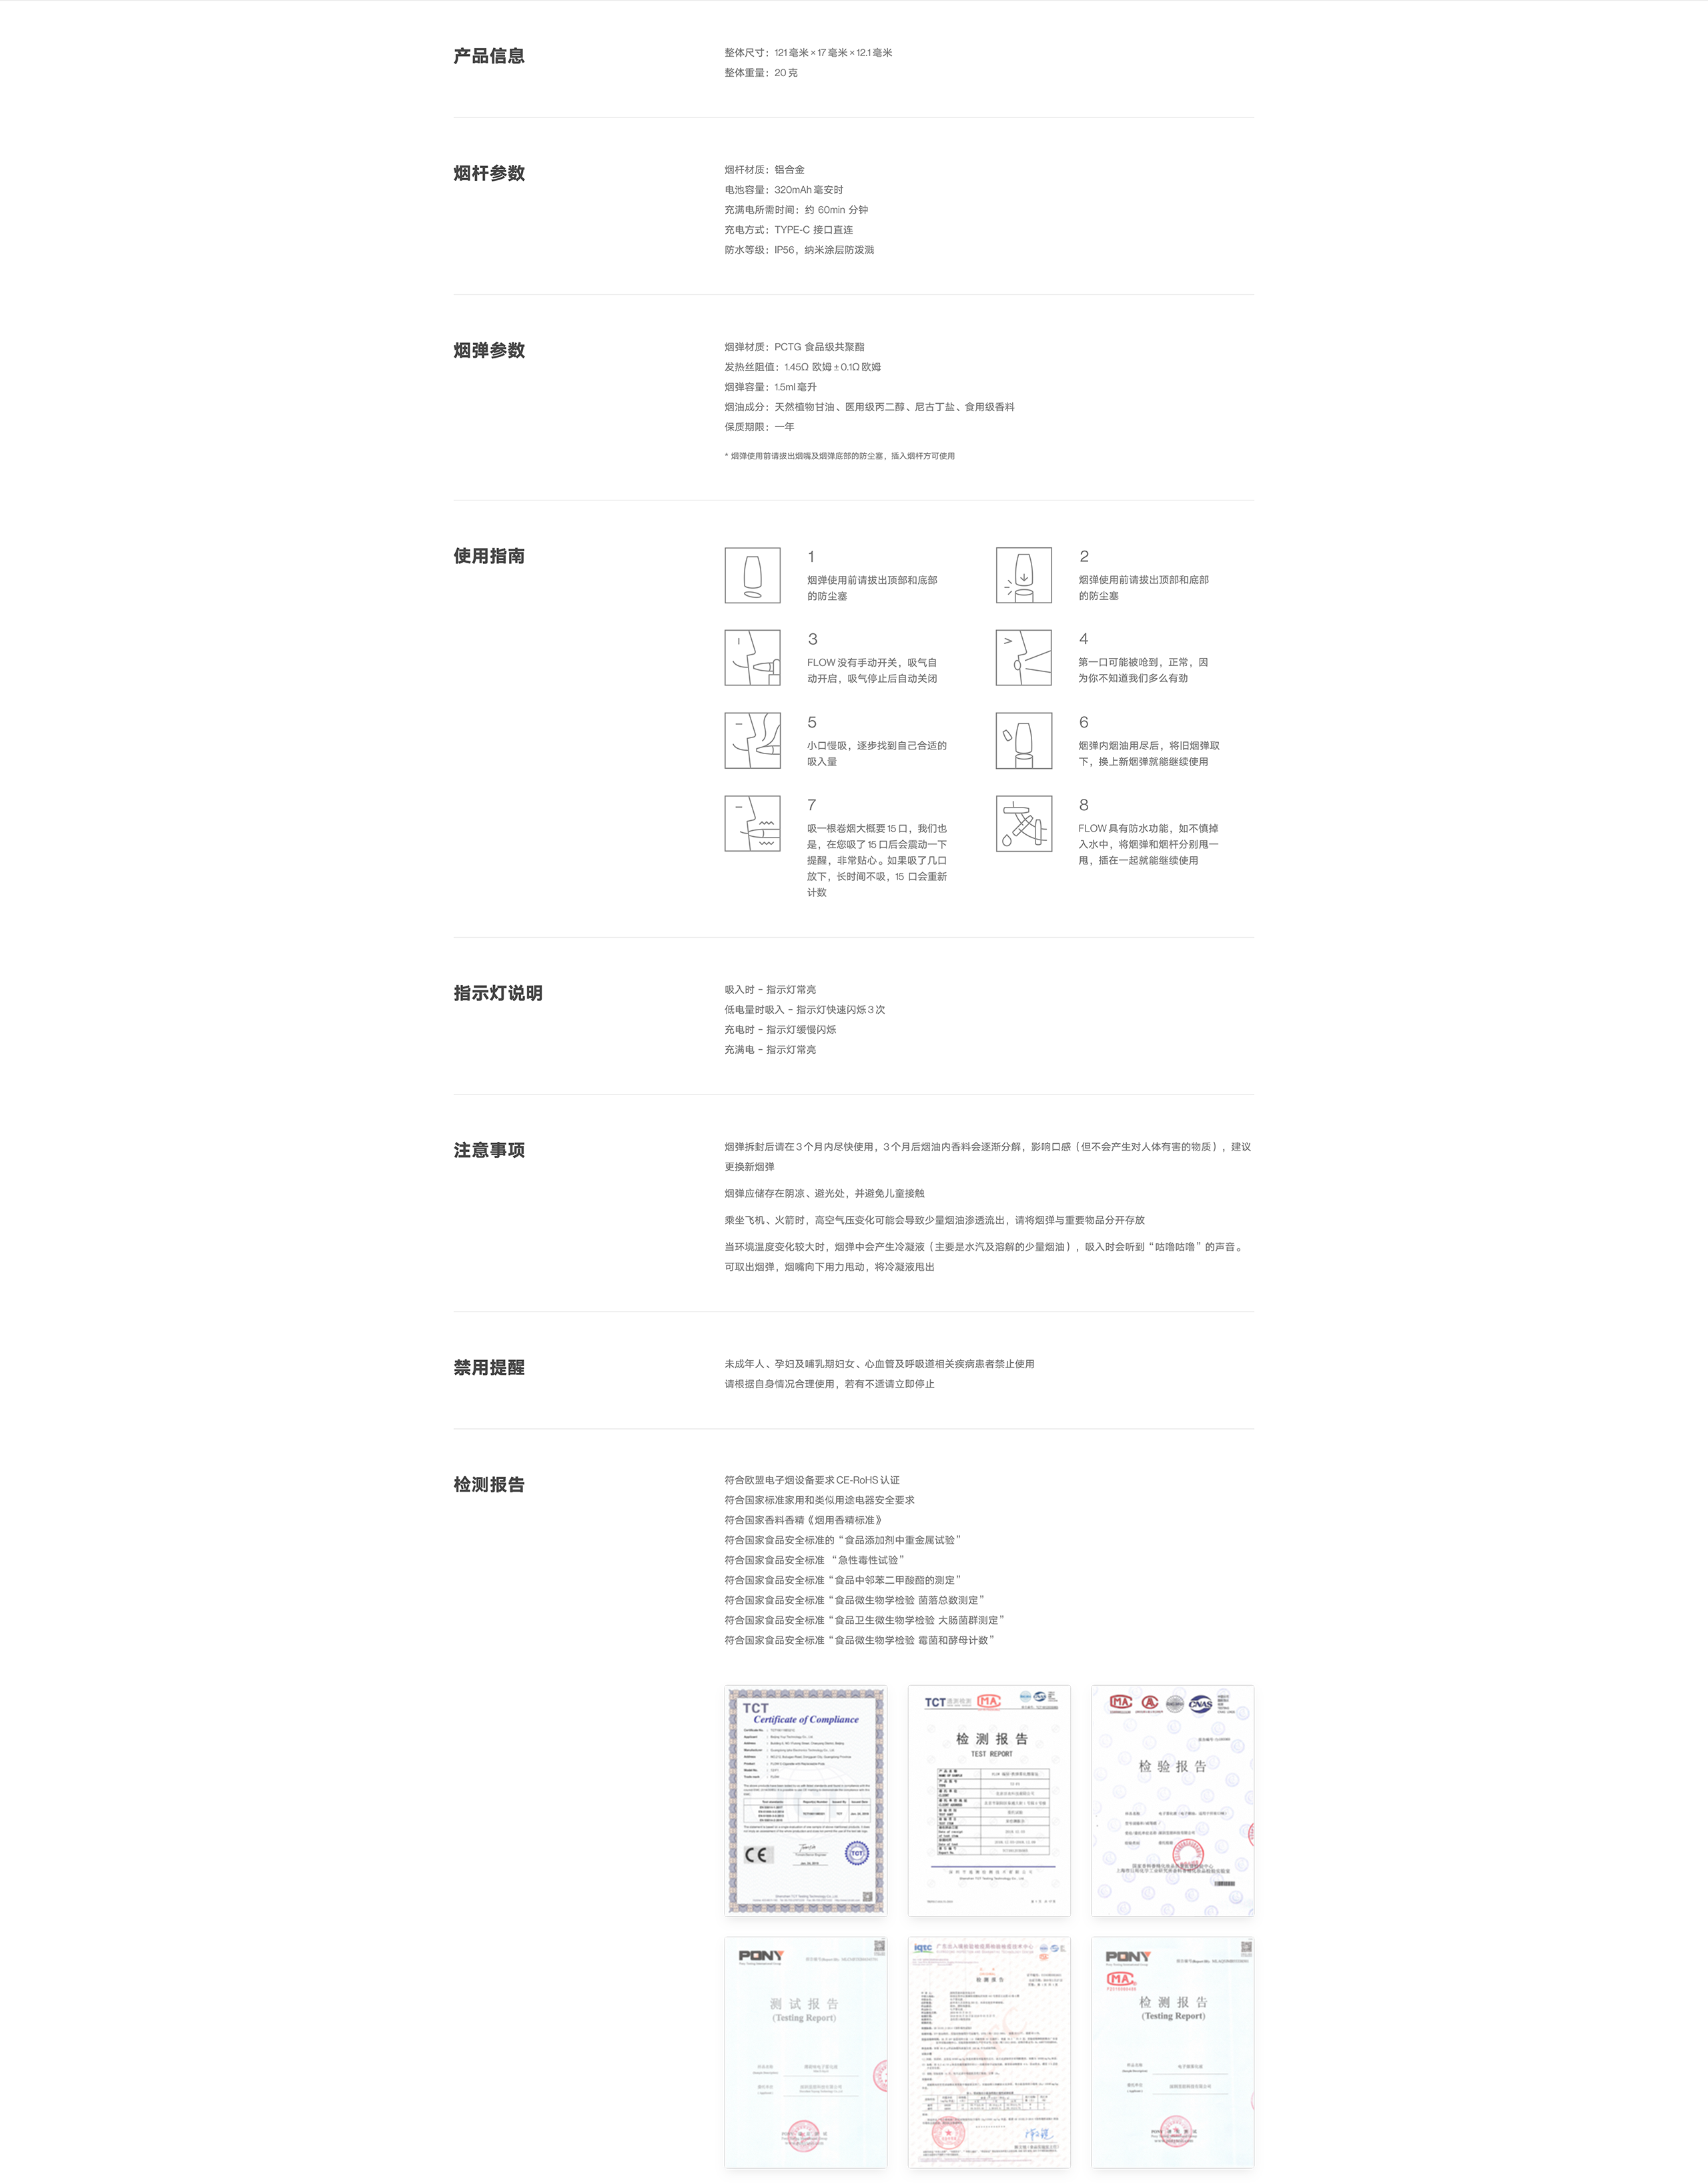 产品信息
整体尺寸：121 毫米 × 17 毫米 × 12.1 毫米
整体重量：20 克
烟杆参数
烟杆材质：铝合金
电池容量：320mAh 毫安时
充满电所需时间：约 60min 分钟
充电方式：TYPE-C 接口直连
防水等级：IP56，纳米涂层防泼溅
烟弹参数
烟弹材质：PCTG 食品级共聚酯
发热丝阻值：1.45Ω 欧姆 ± 0.1Ω 欧姆
烟弹容量：1.5ml 毫升
烟油成分：天然植物甘油、医用级丙二醇、尼古丁盐、食用级香料
保质期限：一年
* 烟弹使用前请拔出烟嘴及烟弹底部的防尘塞，插入烟杆方可使用
使用指南
1
烟弹使用前请拔出顶部和底部
的防尘塞
2
烟弹使用前请拔出顶部和底部
的防尘塞
3
FLOW 没有手动开关，吸气自
动开启，吸气停止后自动关闭
4
第一口可能被呛到，正常，因
为你不知道我们多么有劲
5
小口慢吸，逐步找到自己合适的
吸入量
6
烟弹内烟油用尽后，将旧烟弹取
下，换上新烟弹就能继续使用
7
吸一根卷烟大概要 15 口，我们也
是，在您吸了 15 口后会震动一下
提醒，非常贴心。如果吸了几口
放下，长时间不吸，15 口会重新
计数
8
FLOW 具有防水功能，如不慎掉
入水中，将烟弹和烟杆分别甩一
甩，插在一起就能继续使用
指示灯说明
吸入时 - 指示灯常亮
低电量时吸入 - 指示灯快速闪烁 3 次
充电时 - 指示灯缓慢闪烁
充满电 - 指示灯常亮
注意事项
烟弹拆封后请在 3 个月内尽快使用，3 个月后烟油内香料会逐渐分解，影响口感（但不会产生对人体有害的物质），建议
更换新烟弹
烟弹应储存在阴凉、避光处，并避免儿童接触
乘坐飞机、火箭时，高空气压变化可能会导致少量烟油渗透流出，请将烟弹与重要物品分开存放
当环境温度变化较大时，烟弹中会产生冷凝液（主要是水汽及溶解的少量烟油），吸入时会听到“咕噜咕噜”的声音。
可取出烟弹，烟嘴向下用力甩动，将冷凝液甩出
禁用提醒
未成年人、孕妇及哺乳期妇女、心血管及呼吸道相关疾病患者禁止使用
请根据自身情况合理使用，若有不适请立即停止
检测报告
符合欧盟电子烟设备要求 CE-RoHS 认证
符合国家标准家用和类似用途电器安全要求
符合国家香料香精《烟用香精标准》
符合国家食品安全标准的“食品添加剂中重金属试验”
符合国家食品安全标准 “急性毒性试验”
符合国家食品安全标准“食品中邻苯二甲酸酯的测定”
符合国家食品安全标准“食品微生物学检验 菌落总数测定”
符合国家食品安全标准“食品卫生微生物学检验 大肠菌群测定”
符合国家食品安全标准“食品微生物学检验 霉菌和酵母计数”
TCT
Certificate of Compliance
CE
TCT
TCT
MA
检测报告
TEST REPORT
MA
CNAS
检验报告
PONY
测试报告
(Testing Report)
iqtc
检测报告
PONY
MA
检测报告
(Testing Report)